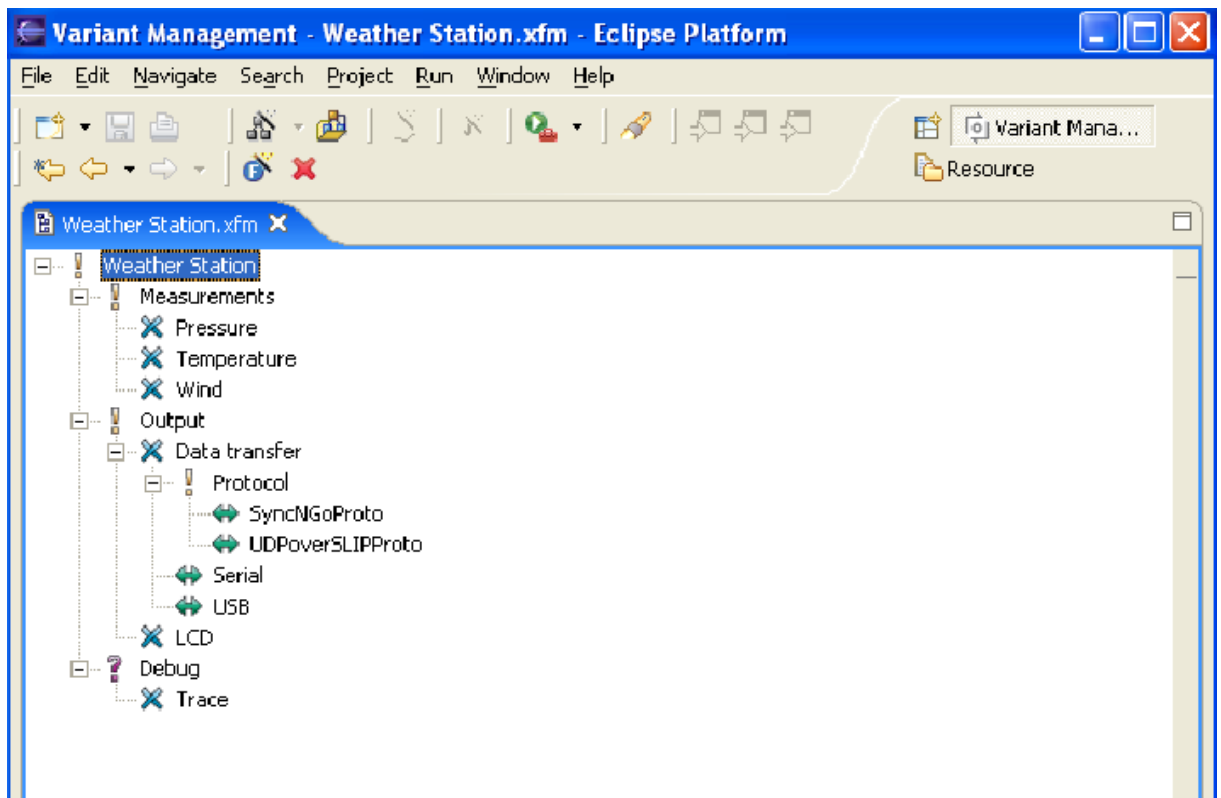 Variant Management - Weather Station.xfm - Eclipse Platform
File Edit Navigate Search Project Run Window Help
Variant Mana...
Resource
Weather Station.xfm
Weather Station
Measurements
Pressure
Temperature
Wind
Output
Data transfer
Protocol
SyncNGoProto
UDPoverSLIPProto
Serial
USB
LCD
Debug
Trace